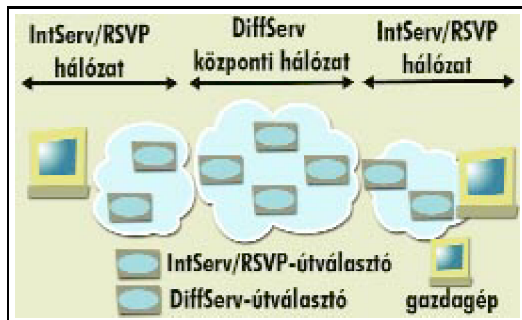 IntServ/RSVP
hálózat
DiffServ
központi hálózat
IntServ/RSVP
hálózat
IntServ/RSVP-útválasztó
DiffServ-útválasztó
gazdagép